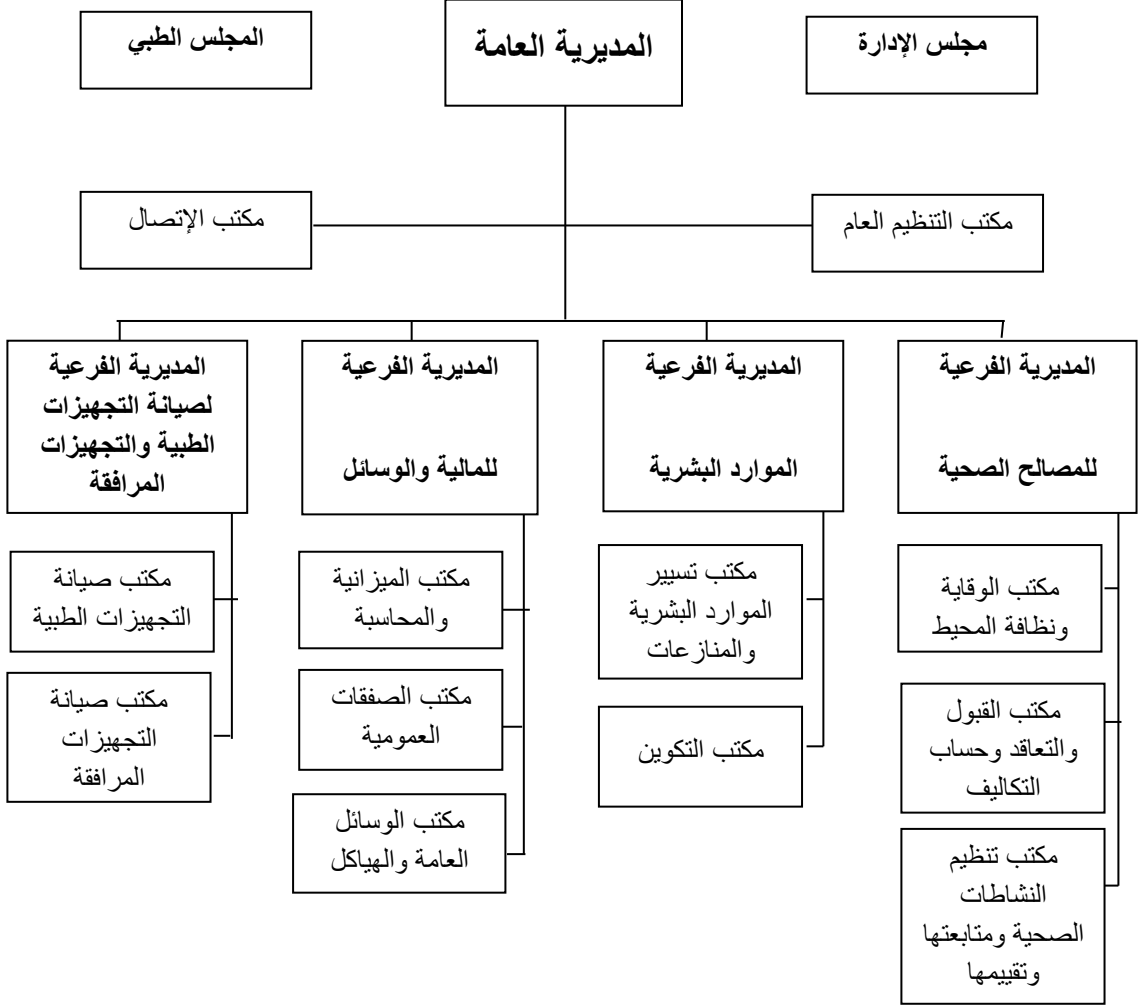 مجلس الإدارة
المديرية العامة
المجلس الطبي
مكتب التنظيم العام
مكتب الإتصال
المديرية الفرعية
للمصالح الصحية
المديرية الفرعية
الموارد البشرية
المديرية الفرعية
للمالية والوسائل
المديرية الفرعية
لصيانة التجهيزات
الطبية والتجهيزات
المرافقة
مكتب الوقاية
ونظافة المحيط
مكتب القبول
والتعاقد وحساب
التكاليف
مكتب تنظيم
النشاطات
الصحية ومتابعتها
وتقييمها
مكتب تسيير
الموارد البشرية
والمنازعات
مكتب التكوين
مكتب الميزانية
والمحاسبة
مكتب الصفقات
العمومية
مكتب الوسائل
العامة والهياكل
مكتب صيانة
التجهيزات الطبية
مكتب صيانة
التجهيزات
المرافقة